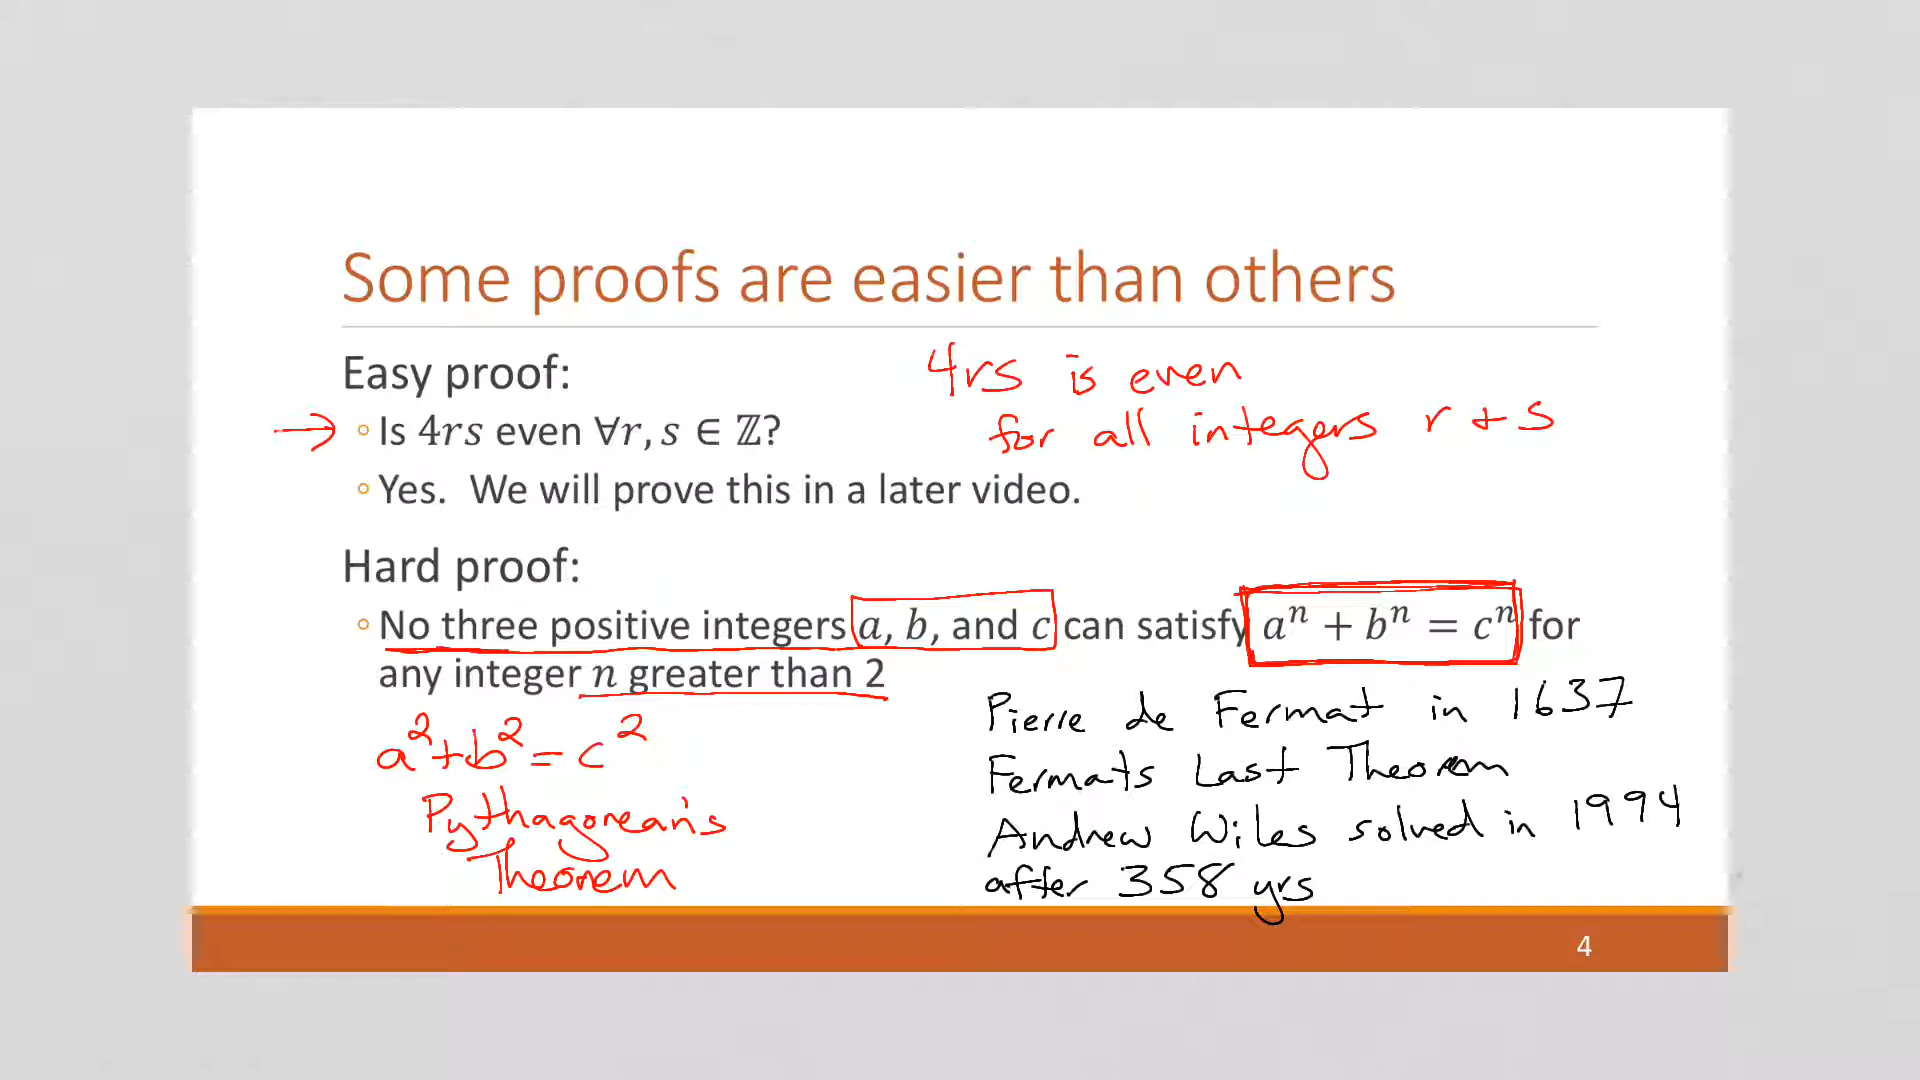 Some proofs are easier than others
Easy proof:
4rs is even
→ ◦ Is 4rs even ∀r, s ∈ ℤ?
for all integers r + s
◦ Yes. We will prove this in a later video.
Hard proof:
◦ No three positive integers a, b, and c can satisfy aⁿ + bⁿ = cⁿ for
any integer n greater than 2
a² + b² = c²
Pythagorean's
Theorem
Pierre de Fermat in 1637
Fermats Last Theorem
Andrew Wiles solved in 1994
after 358 yrs
4